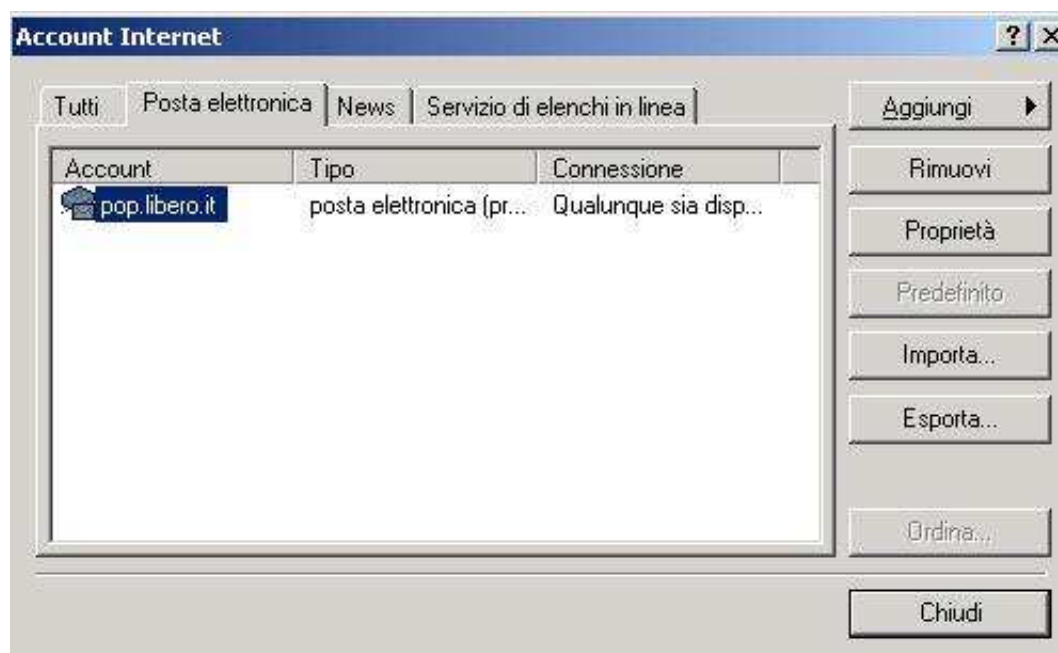 Account Internet
Tutti Posta elettronica News Servizio di elenchi in linea
Account Tipo Connessione
pop.libero.it posta elettronica (pr... Qualunque sia disp...
Aggiungi
Rimuovi
Proprietà
Predefinito
Importa...
Esporta...
Ordina...
Chiudi